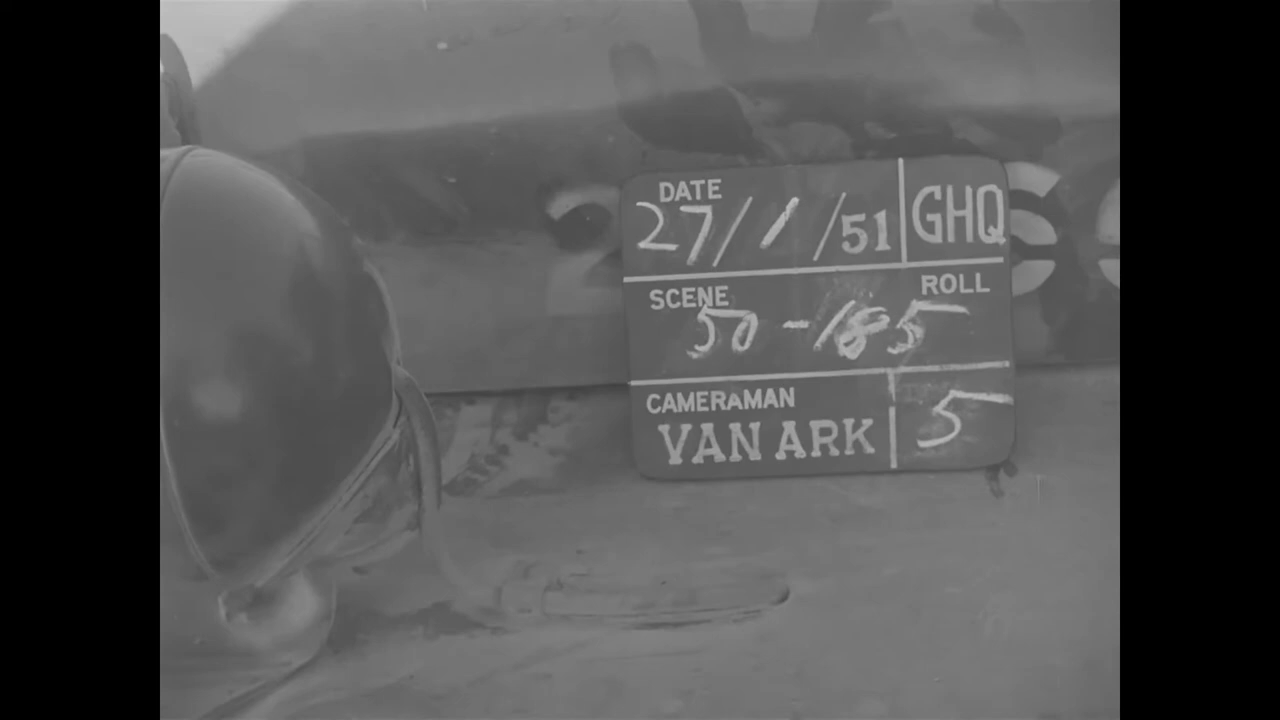 DATE
27/1/51 GHQ
SCENE ROLL
50-185
CAMERAMAN
VAN ARK 5